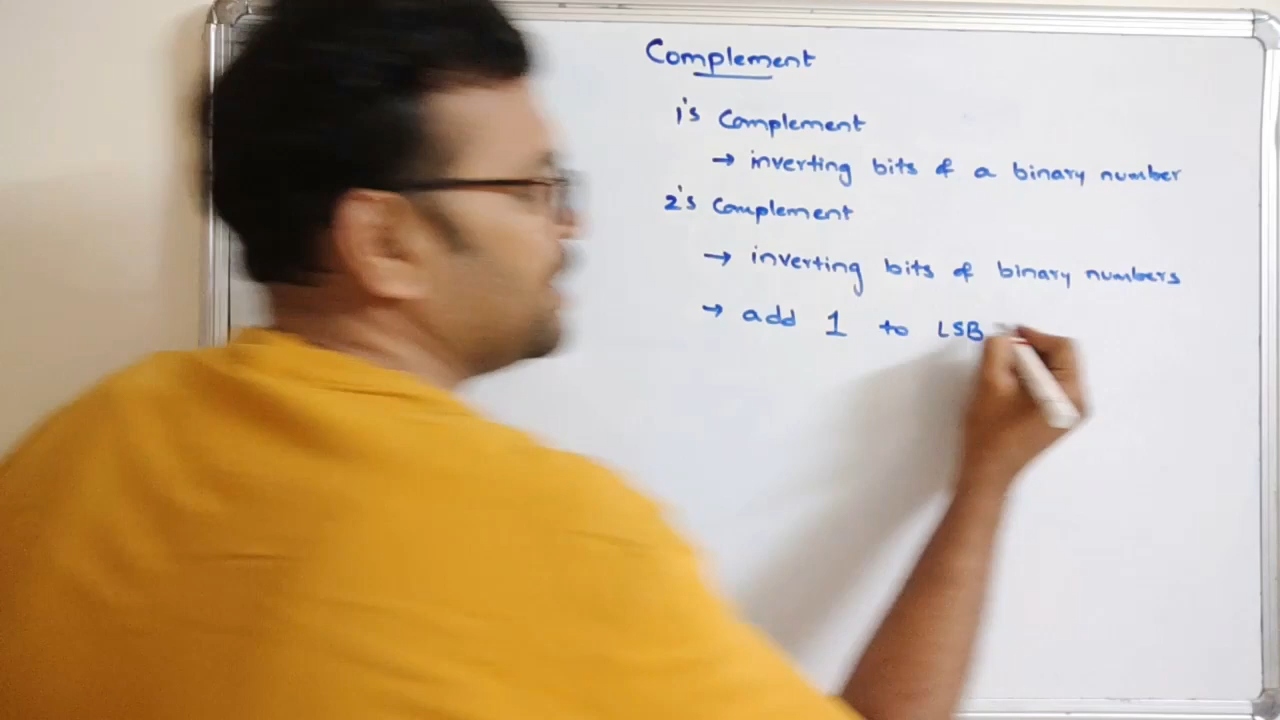 Complement
1's Complement
→ inverting bits of a binary number
2's Complement
→ inverting bits of binary numbers
→ add 1 to LSB